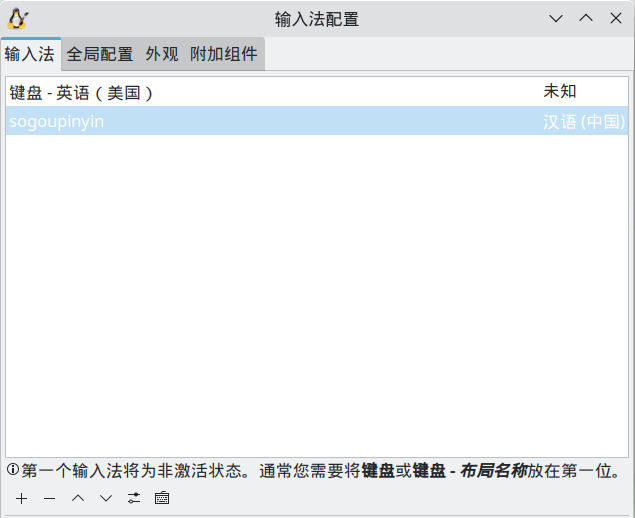 输入法配置
输入法 全局配置 外观 附加组件
键盘 - 英语 ( 美国 ) 未知
sogoupinyin 汉语 (中国)
第一个输入法将为非激活状态。通常您需要将键盘或键盘 - 布局名称放在第一位。